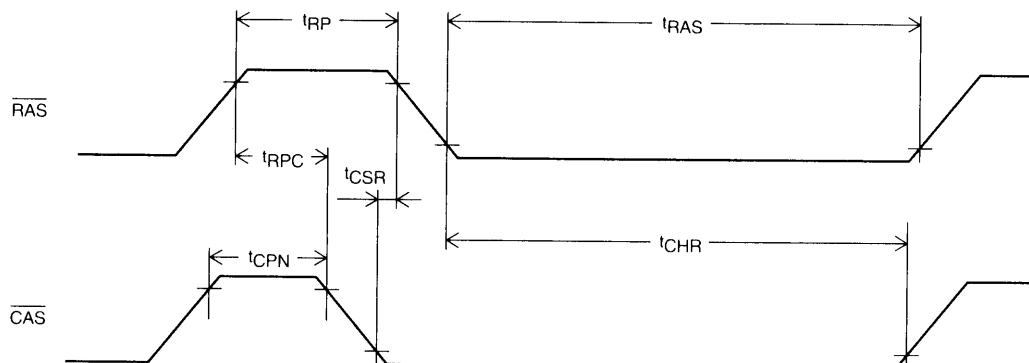 tRP
tRAS
RAS
tRPC
tCSR
tCHR
tCPN
CAS